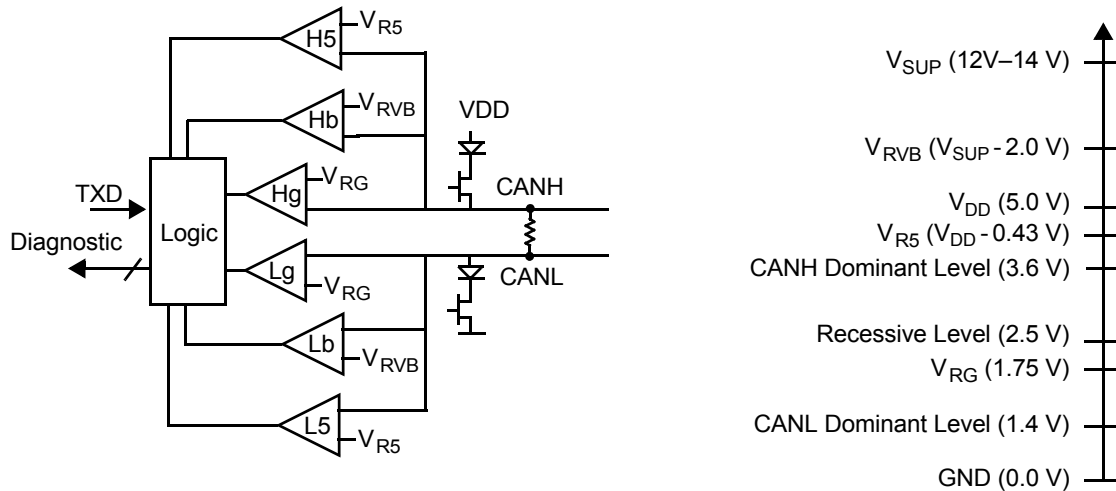 H5
V_R5
Hb
V_RVB
VDD
TXD
Hg
V_RG
CANH
Logic
Diagnostic
Lg
V_RG
CANL
Lb
V_RVB
L5
V_R5
V_SUP (12V–14 V)
V_RVB (V_SUP - 2.0 V)
V_DD (5.0 V)
V_R5 (V_DD - 0.43 V)
CANH Dominant Level (3.6 V)
Recessive Level (2.5 V)
V_RG (1.75 V)
CANL Dominant Level (1.4 V)
GND (0.0 V)